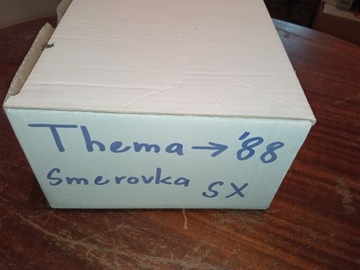 Thema → '88
Smerovka SX